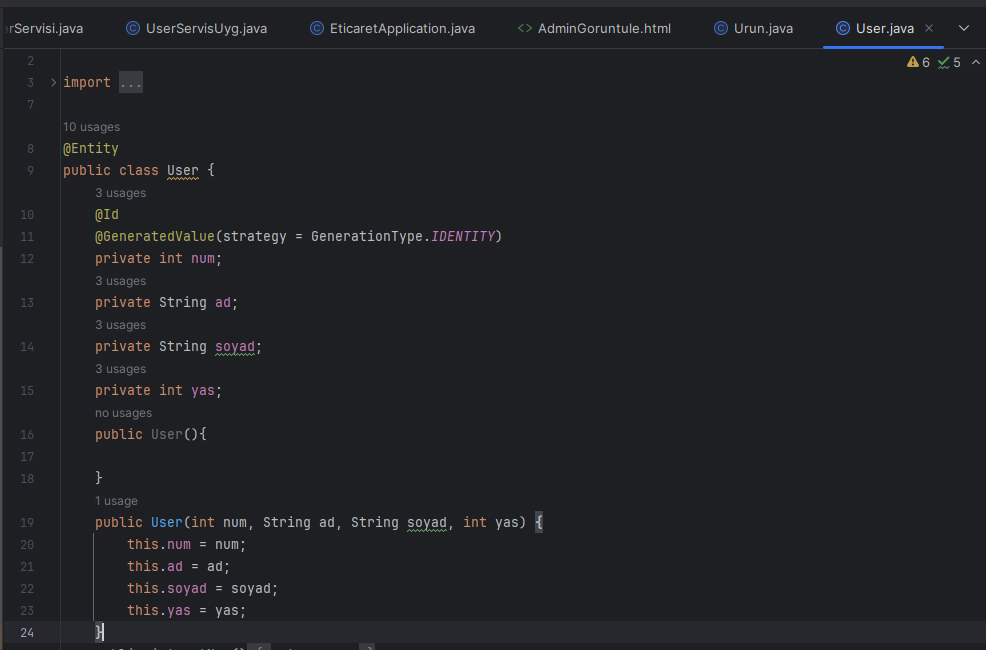 rServisi.java UserServisUyg.java EticaretApplication.java <> AdminGoruntule.html Urun.java User.java
2
6 5
3 import ...
7
10 usages
8 @Entity
9 public class User {
3 usages
10 @Id
11 @GeneratedValue(strategy = GenerationType.IDENTITY)
12 private int num;
3 usages
13 private String ad;
3 usages
14 private String soyad;
3 usages
15 private int yas;
no usages
16 public User(){
17
18 }
1 usage
19 public User(int num, String ad, String soyad, int yas) {
20 this.num = num;
21 this.ad = ad;
22 this.soyad = soyad;
23 this.yas = yas;
24 }